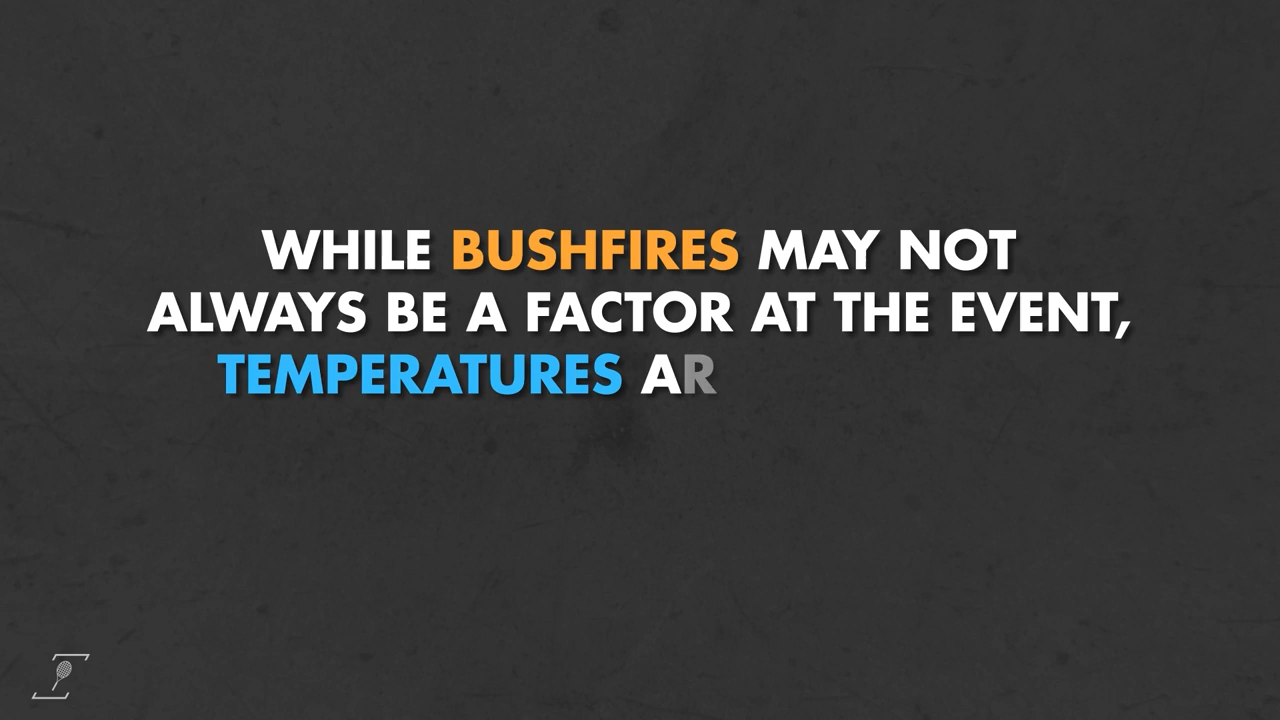 WHILE BUSHFIRES MAY NOT
ALWAYS BE A FACTOR AT THE EVENT,
TEMPERATURES AR